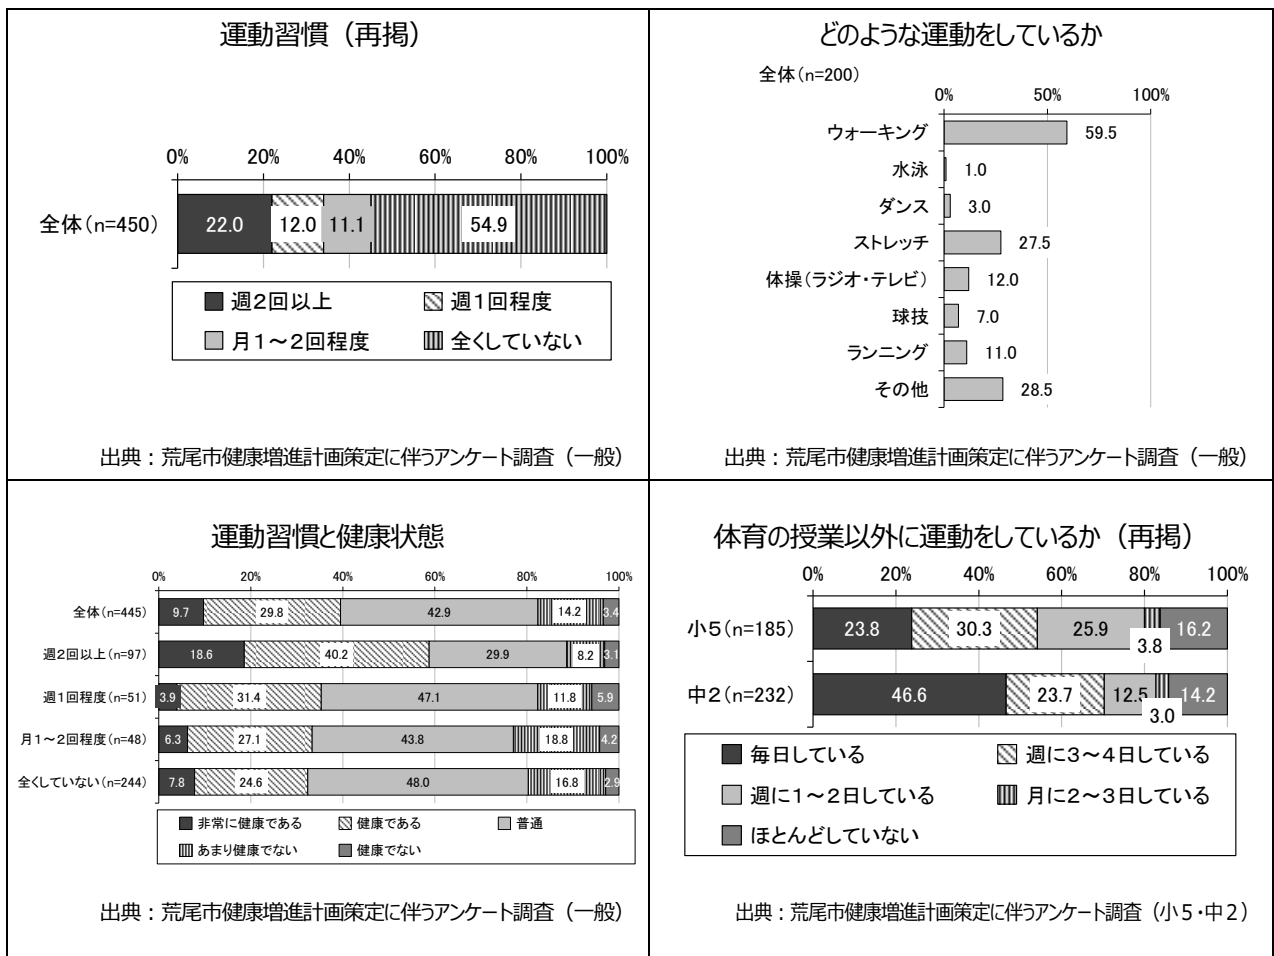 運動習慣（再掲）
0% 20% 40% 60% 80% 100%
全体(n=450) 22.0 12.0 11.1 54.9
週２回以上 週１回程度
月１～２回程度 全くしていない
出典：荒尾市健康増進計画策定に伴うアンケート調査（一般）
どのような運動をしているか
全体(n=200)
0% 50% 100%
ウォーキング 59.5
水泳 1.0
ダンス 3.0
ストレッチ 27.5
体操(ラジオ・テレビ) 12.0
球技 7.0
ランニング 11.0
その他 28.5
出典：荒尾市健康増進計画策定に伴うアンケート調査（一般）
運動習慣と健康状態
0% 20% 40% 60% 80% 100%
全体(n=445) 9.7 29.8 42.9 14.2 3.4
週２回以上(n=97) 18.6 40.2 29.9 8.2 3.1
週１回程度(n=51) 3.9 31.4 47.1 11.8 5.9
月１～２回程度(n=48) 6.3 27.1 43.8 18.8 4.2
全くしていない(n=244) 7.8 24.6 48.0 16.8 2.9
非常に健康である 健康である 普通
あまり健康でない 健康でない
出典：荒尾市健康増進計画策定に伴うアンケート調査（一般）
体育の授業以外に運動をしているか（再掲）
0% 20% 40% 60% 80% 100%
小５(n=185) 23.8 30.3 25.9 3.8 16.2
中２(n=232) 46.6 23.7 12.5 3.0 14.2
毎日している 週に３～４日している
週に１～２日している 月に２～３日している
ほとんどしていない
出典：荒尾市健康増進計画策定に伴うアンケート調査（小５・中２）